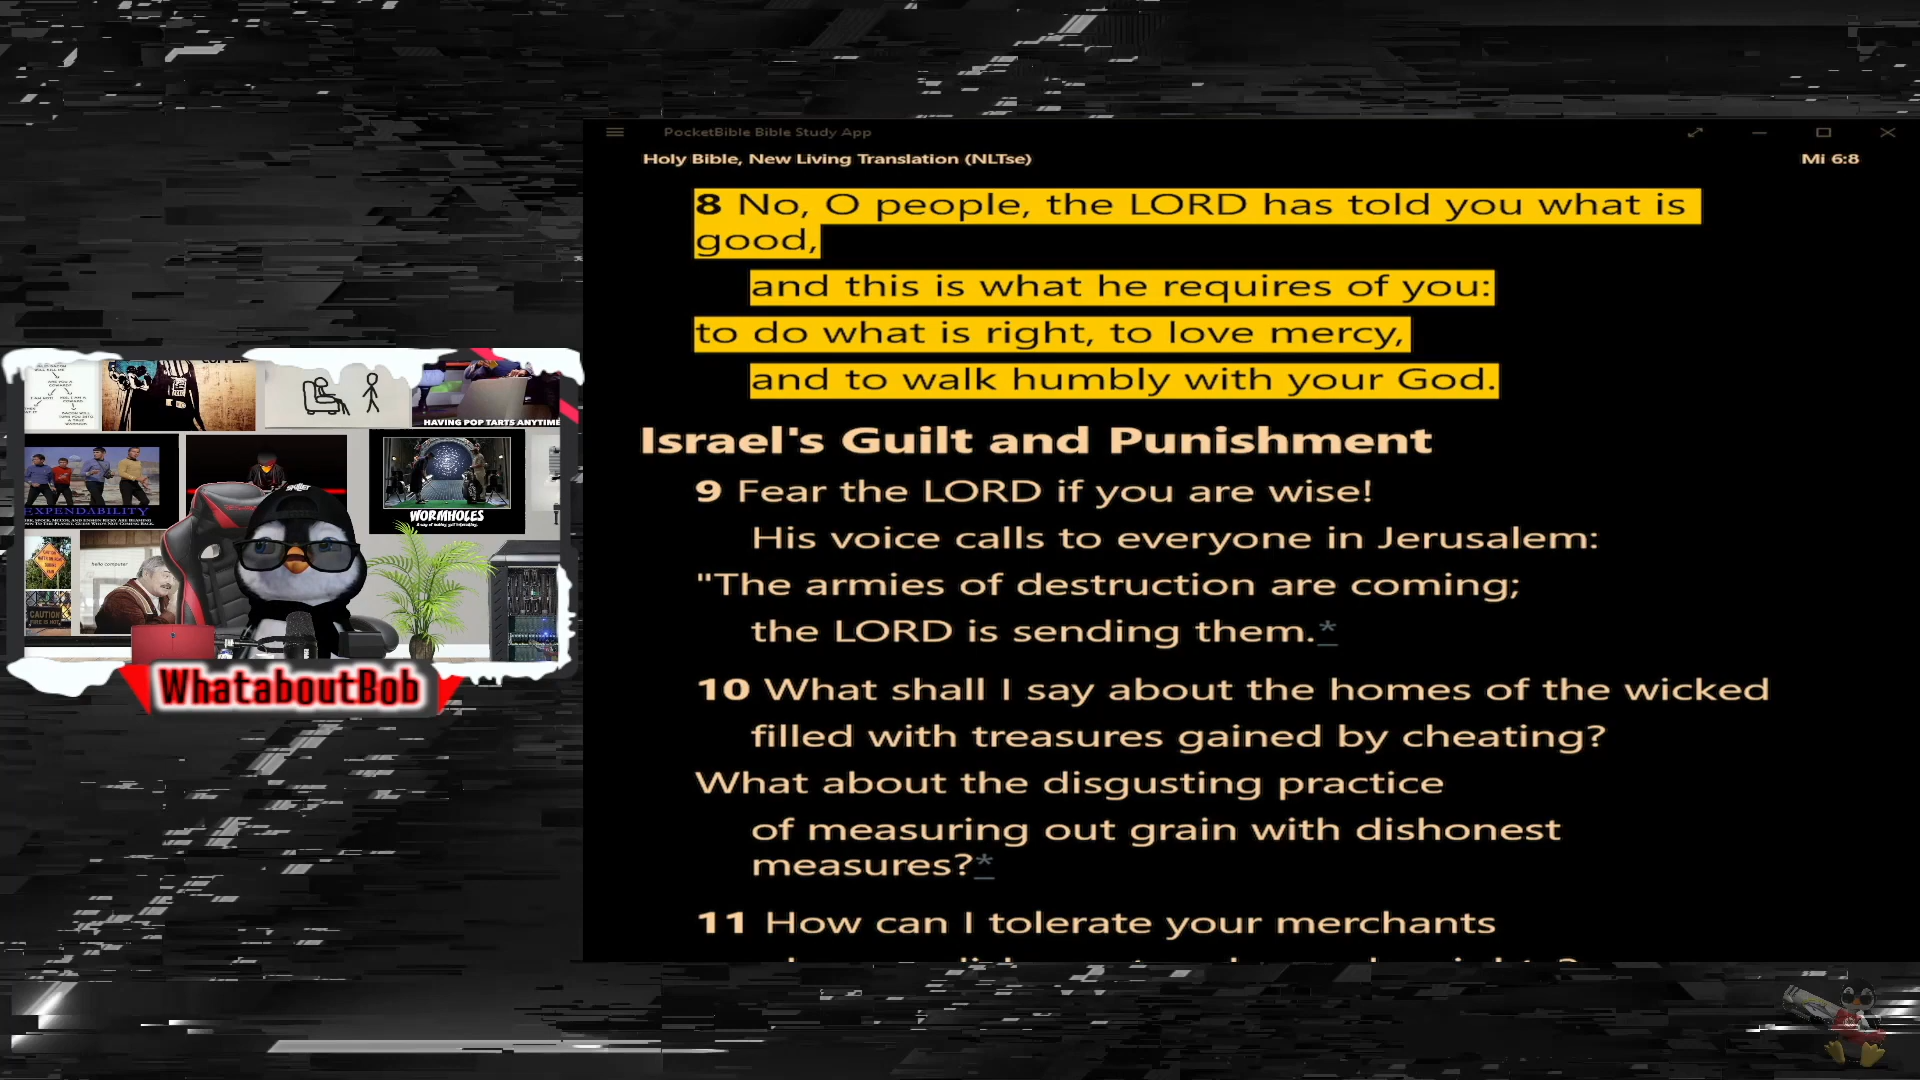 PocketBible Bible Study App
Holy Bible, New Living Translation (NLTse)
Mi 6:8
8 No, O people, the LORD has told you what is
good,
and this is what he requires of you:
to do what is right, to love mercy,
and to walk humbly with your God.
Israel's Guilt and Punishment
9 Fear the LORD if you are wise!
His voice calls to everyone in Jerusalem:
"The armies of destruction are coming;
the LORD is sending them.*
10 What shall I say about the homes of the wicked
filled with treasures gained by cheating?
What about the disgusting practice
of measuring out grain with dishonest
measures?*
11 How can I tolerate your merchants
HAVING POP TARTS ANYTIME
EXPENDABILITY
WORMHOLES
hello computer
CAUTION
WhataboutBob